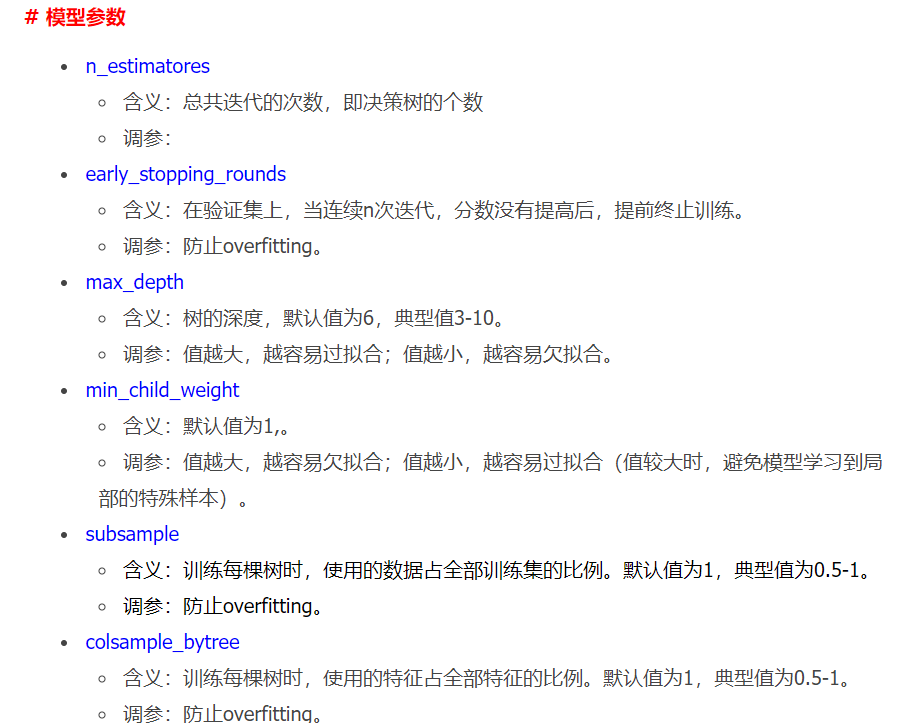 # 模型参数
n_estimatores
含义：总共迭代的次数，即决策树的个数
调参：
early_stopping_rounds
含义：在验证集上，当连续n次迭代，分数没有提高后，提前终止训练。
调参：防止overfitting。
max_depth
含义：树的深度，默认值为6，典型值3-10。
调参：值越大，越容易过拟合；值越小，越容易欠拟合。
min_child_weight
含义：默认值为1,。
调参：值越大，越容易欠拟合；值越小，越容易过拟合（值较大时，避免模型学习到局
部的特殊样本）。
subsample
含义：训练每棵树时，使用的数据占全部训练集的比例。默认值为1，典型值为0.5-1。
调参：防止overfitting。
colsample_bytree
含义：训练每棵树时，使用的特征占全部特征的比例。默认值为1，典型值为0.5-1。
调参：防止overfitting。